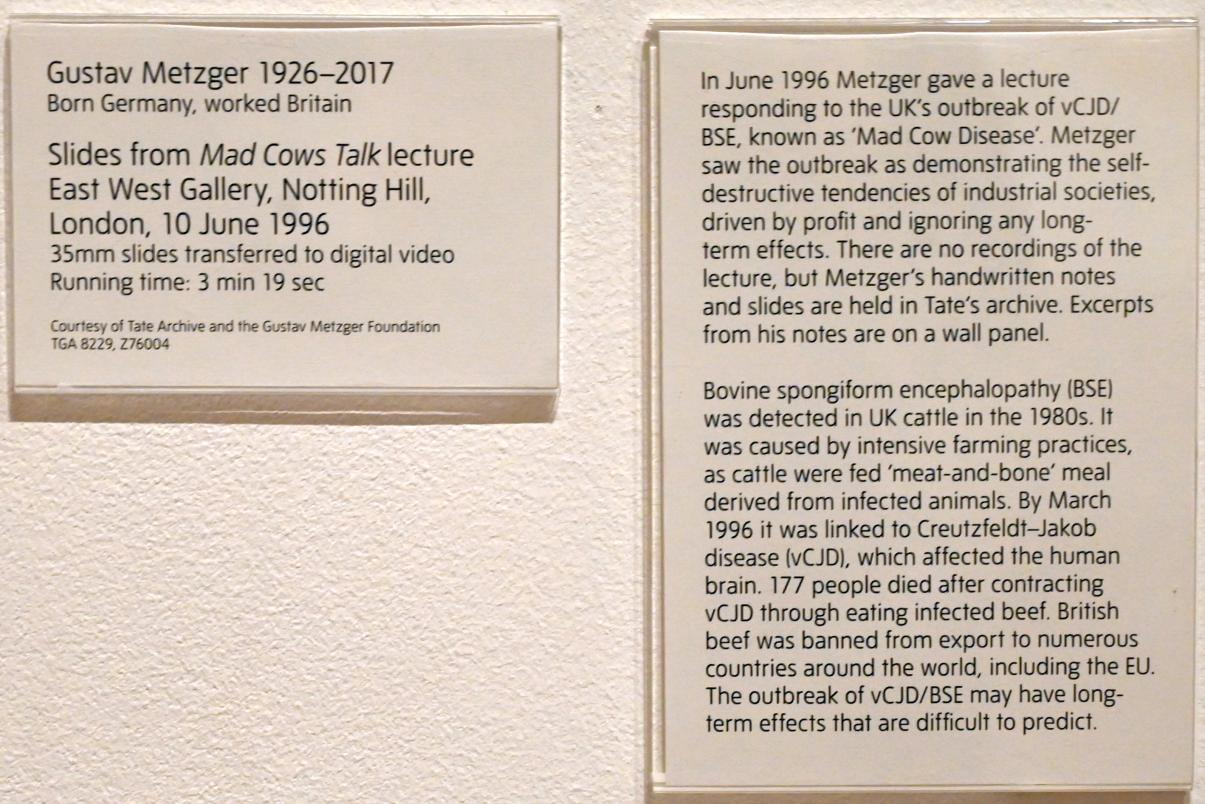 Gustav Metzger 1926–2017
Born Germany, worked Britain
Slides from Mad Cows Talk lecture
East West Gallery, Notting Hill,
London, 10 June 1996
35mm slides transferred to digital video
Running time: 3 min 19 sec
Courtesy of Tate Archive and the Gustav Metzger Foundation
TGA 8229, Z76004
In June 1996 Metzger gave a lecture
responding to the UK's outbreak of vCJD/
BSE, known as 'Mad Cow Disease'. Metzger
saw the outbreak as demonstrating the self-
destructive tendencies of industrial societies,
driven by profit and ignoring any long-
term effects. There are no recordings of the
lecture, but Metzger's handwritten notes
and slides are held in Tate's archive. Excerpts
from his notes are on a wall panel.
Bovine spongiform encephalopathy (BSE)
was detected in UK cattle in the 1980s. It
was caused by intensive farming practices,
as cattle were fed 'meat-and-bone' meal
derived from infected animals. By March
1996 it was linked to Creutzfeldt–Jakob
disease (vCJD), which affected the human
brain. 177 people died after contracting
vCJD through eating infected beef. British
beef was banned from export to numerous
countries around the world, including the EU.
The outbreak of vCJD/BSE may have long-
term effects that are difficult to predict.